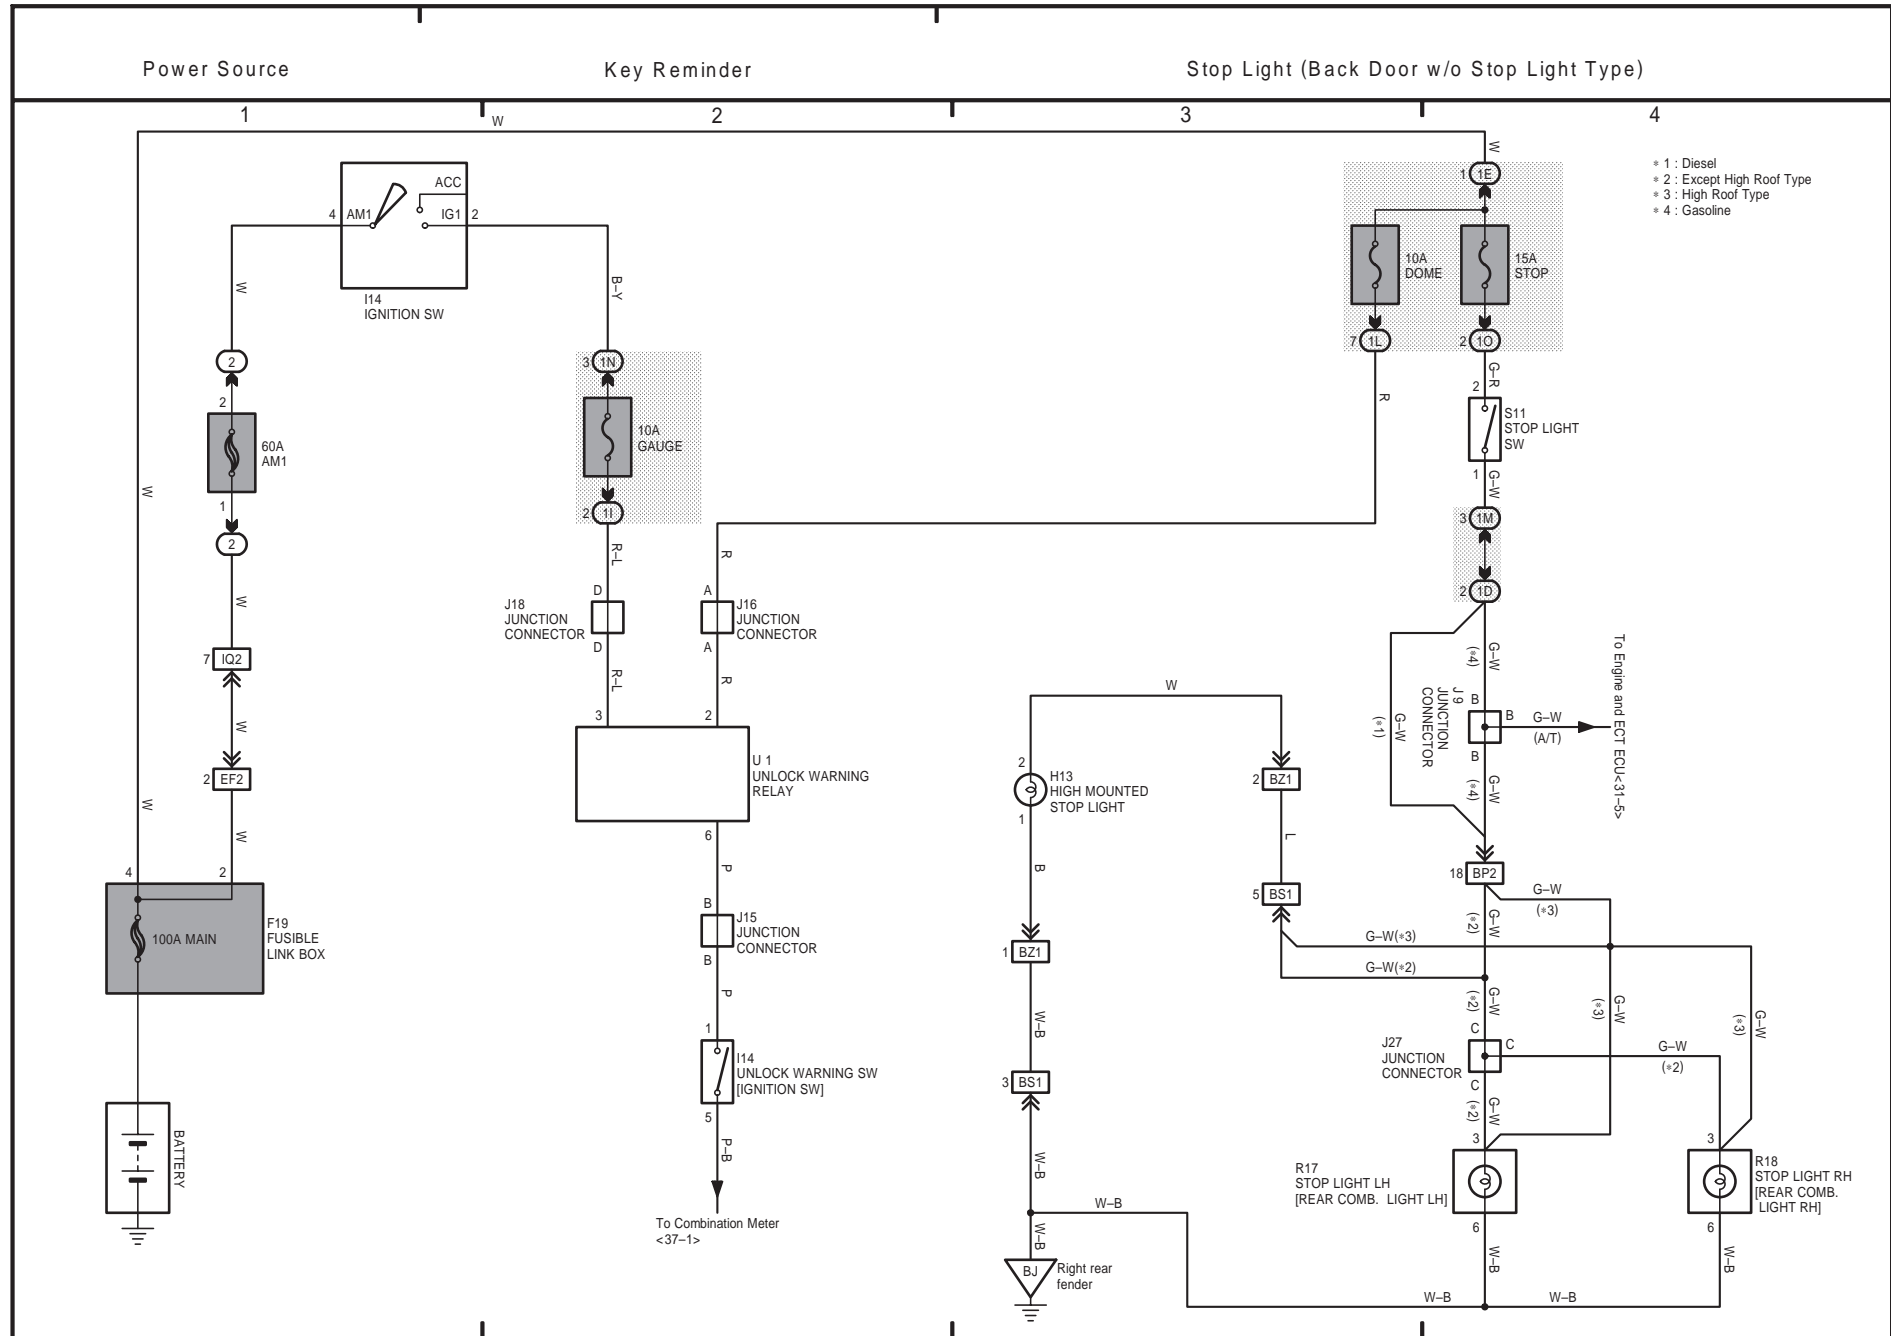 Power Source
Key Reminder
Stop Light (Back Door w/o Stop Light Type)
1
2
3
4
W
W
∗ 1 : Diesel
∗ 2 : Except High Roof Type
∗ 3 : High Roof Type
∗ 4 : Gasoline
ACC
4 AM1
IG1 2
I14
IGNITION SW
W
B–Y
1 1E
10A
DOME
15A
STOP
7 1L
2 1O
2
2
60A
AM1
1
2
3 1N
10A
GAUGE
2 1I
R
G–R
2
S11
STOP LIGHT
SW
1
G–W
3 1M
2 1D
W
W
R–L
R
D
J18
JUNCTION
CONNECTOR
D
A
J16
JUNCTION
CONNECTOR
A
R–L
R
7 IQ2
W
2 EF2
W
W
3
2
U 1
UNLOCK WARNING
RELAY
6
P
B
J15
JUNCTION
CONNECTOR
B
P
1
I14
UNLOCK WARNING SW
[IGNITION SW]
5
P–B
To Combination Meter
<37–1>
4
2
100A MAIN
F19
FUSIBLE
LINK BOX
BATTERY
W
2
H13
HIGH MOUNTED
STOP LIGHT
1
B
1 BZ1
W–B
3 BS1
W–B
W–B
W–B
BJ
Right rear
fender
2 BZ1
L
5 BS1
G–W(∗3)
G–W(∗2)
G–W
(∗4)
G–W
(∗1)
J 9
JUNCTION
CONNECTOR
B
B
B
G–W
(A/T)
To Engine and ECT ECU<31–5>
G–W
(∗4)
18 BP2
G–W
(∗3)
G–W
(∗2)
G–W
(∗2)
G–W
(∗3)
G–W
(∗3)
C
J27
JUNCTION
CONNECTOR
C
C
G–W
(∗2)
G–W
(∗2)
3
R17
STOP LIGHT LH
[REAR COMB. LIGHT LH]
6
W–B
3
R18
STOP LIGHT RH
[REAR COMB.
LIGHT RH]
6
W–B
W–B
W–B